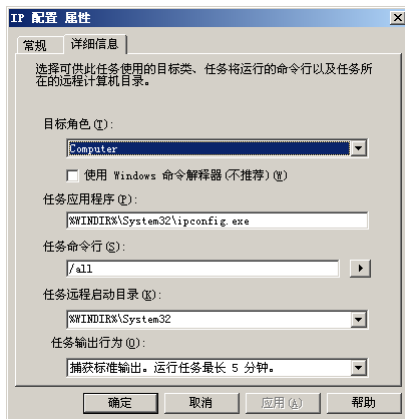 IP 配置 属性
常规 详细信息
选择可供此任务使用的目标类、任务将运行的命令行以及任务所
在的远程计算机目录。
目标角色(T):
Computer
使用 Windows 命令解释器(不推荐)(W)
任务应用程序(P):
%WINDIR%\System32\ipconfig.exe
任务命令行(S):
/all
任务远程启动目录(K):
%WINDIR%\System32
任务输出行为(O):
捕获标准输出。运行任务最长 5 分钟。
确定 取消 应用(A) 帮助